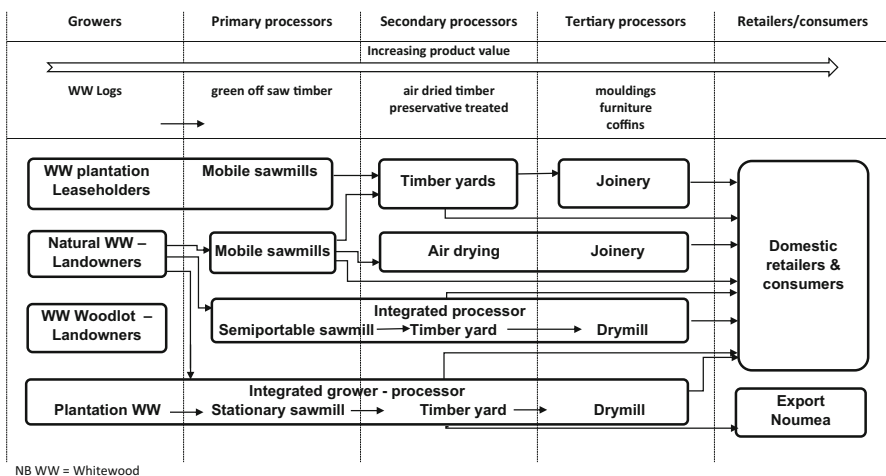 Growers Primary processors Secondary processors Tertiary processors Retailers/consumers
Increasing product value
WW Logs green off saw timber air dried timber mouldings
preservative treated furniture
coffins
WW plantation Mobile sawmills
Leaseholders
Timber yards
Joinery
Natural WW –
Landowners
Mobile sawmills
Air drying Joinery
Domestic
retailers &
consumers
WW Woodlot –
Landowners
Integrated processor
Semiportable sawmill Timber yard Drymill
Integrated grower - processor
Plantation WW Stationary sawmill Timber yard Drymill
Export
Noumea
NB WW = Whitewood